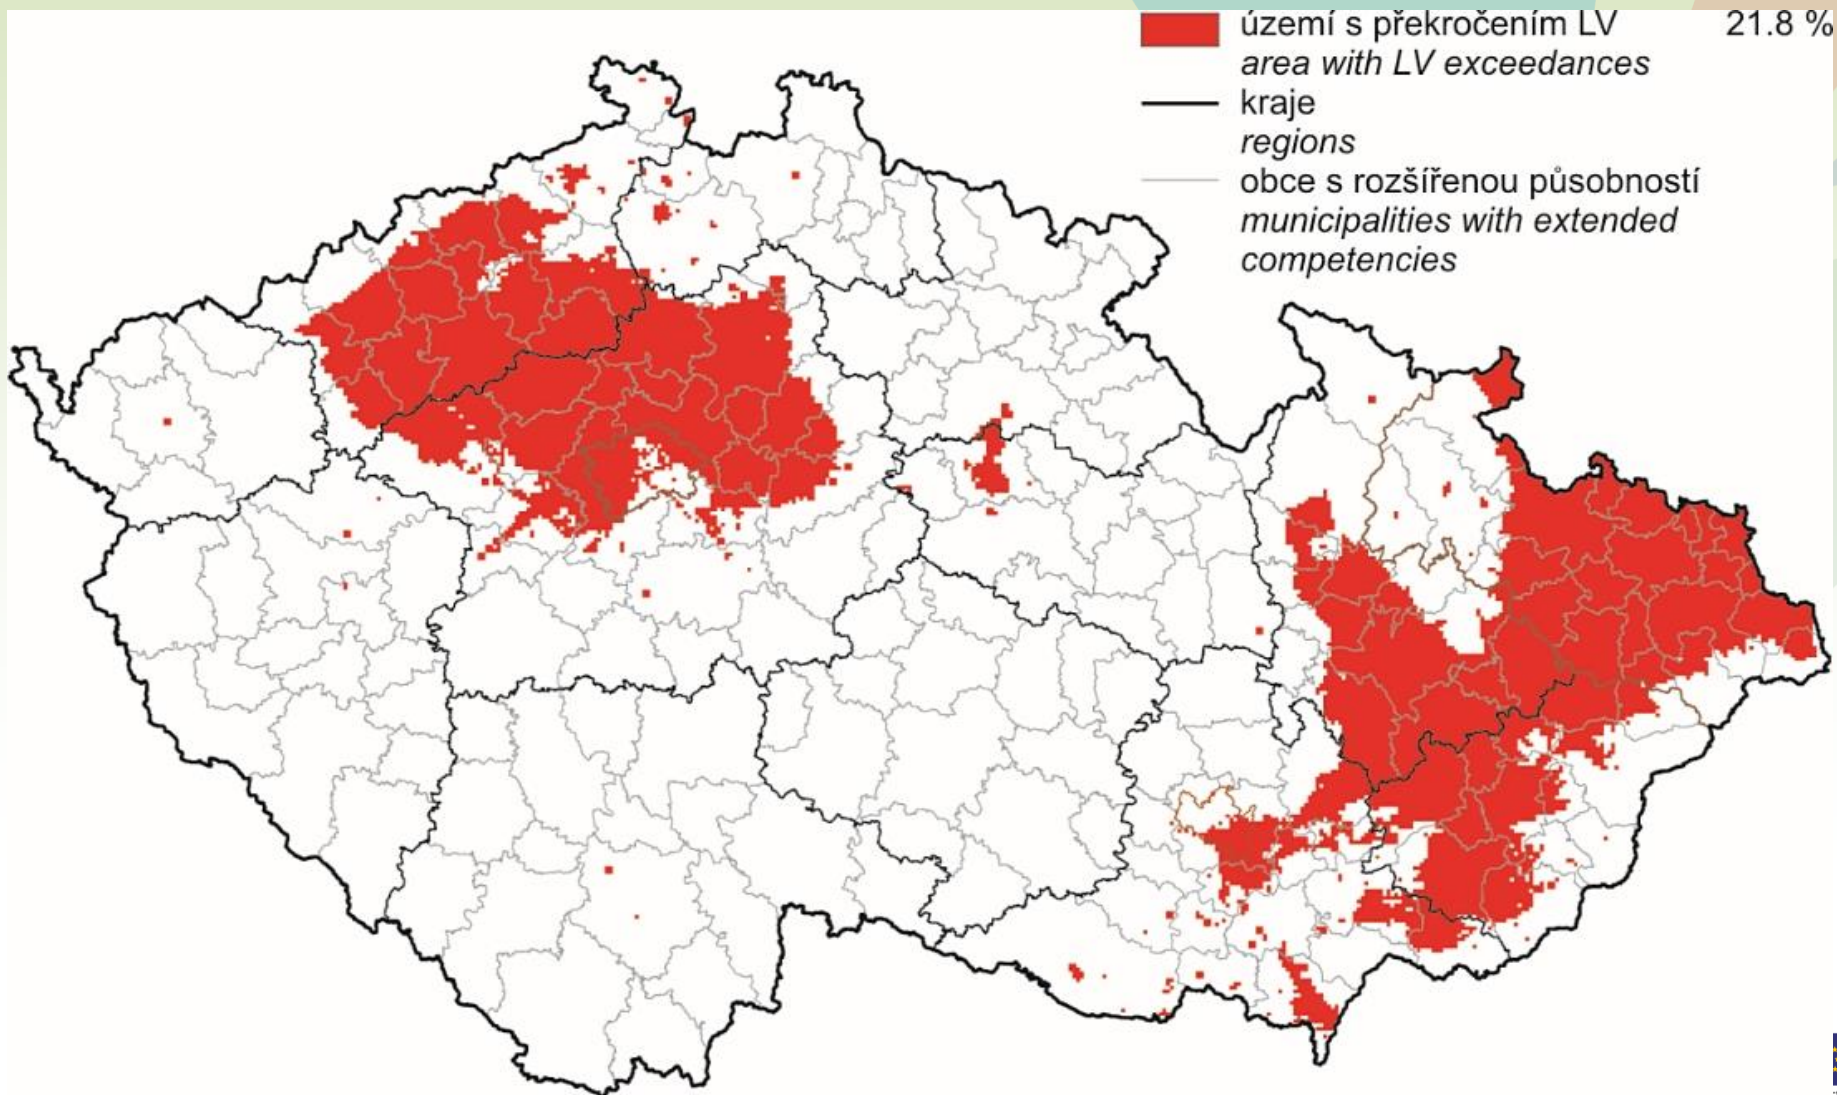 území s překročením LV 21.8 %
area with LV exceedances
kraje
regions
obce s rozšířenou působností
municipalities with extended
competencies